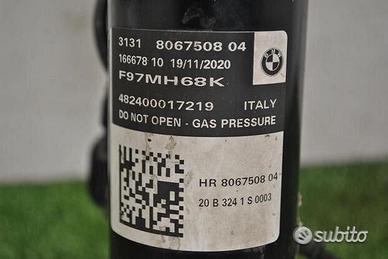 3131 8067508 04
166678 10 19/11/2020
F97MH68K
482400017219 ITALY
DO NOT OPEN - GAS PRESSURE
HR 8067508 04
20 B 324 1 S 0003
subito